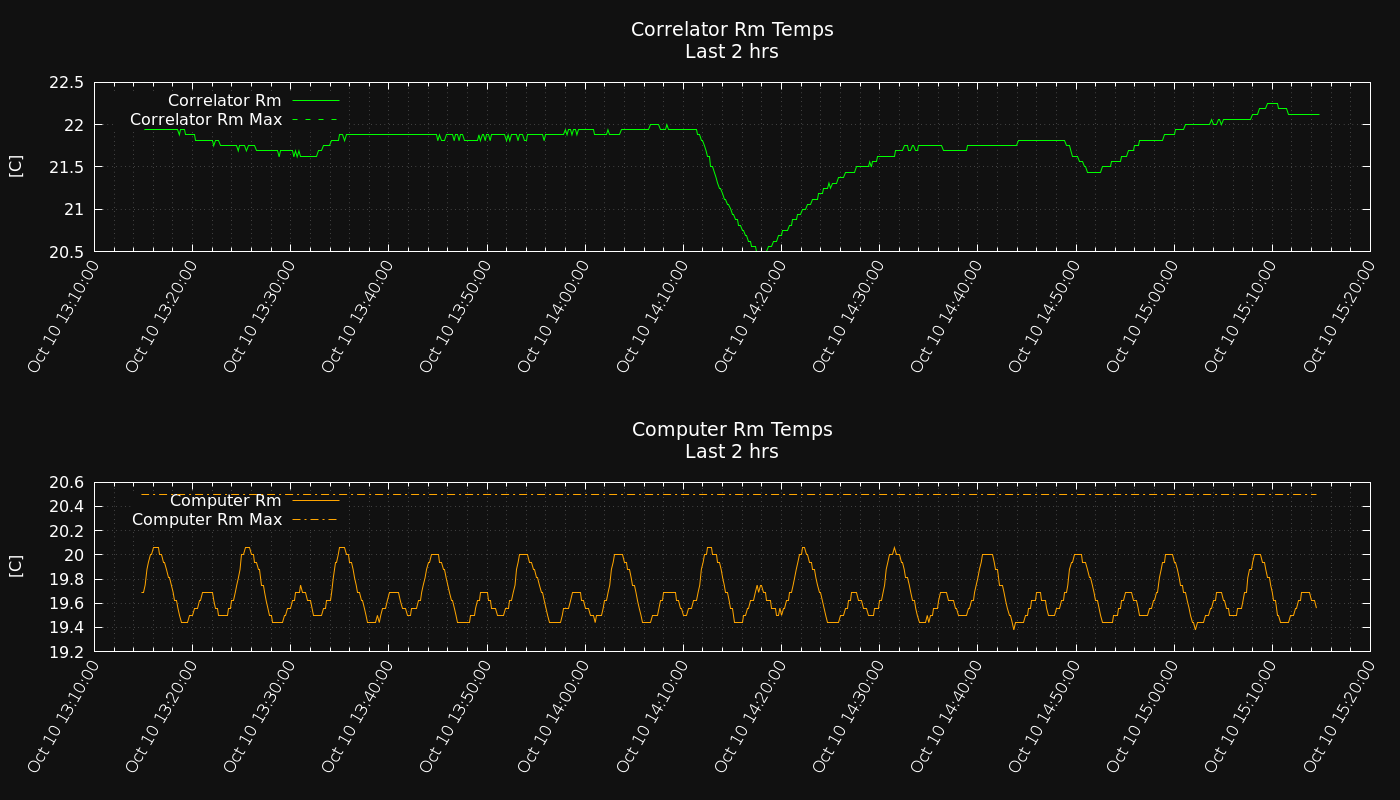 Correlator Rm Temps
Last 2 hrs
[C]
22.5
22
21.5
21
20.5
Correlator Rm
Correlator Rm Max
Oct 10 13:10:00
Oct 10 13:20:00
Oct 10 13:30:00
Oct 10 13:40:00
Oct 10 13:50:00
Oct 10 14:00:00
Oct 10 14:10:00
Oct 10 14:20:00
Oct 10 14:30:00
Oct 10 14:40:00
Oct 10 14:50:00
Oct 10 15:00:00
Oct 10 15:10:00
Oct 10 15:20:00
Computer Rm Temps
Last 2 hrs
[C]
20.6
20.4
20.2
20
19.8
19.6
19.4
19.2
Computer Rm
Computer Rm Max
Oct 10 13:10:00
Oct 10 13:20:00
Oct 10 13:30:00
Oct 10 13:40:00
Oct 10 13:50:00
Oct 10 14:00:00
Oct 10 14:10:00
Oct 10 14:20:00
Oct 10 14:30:00
Oct 10 14:40:00
Oct 10 14:50:00
Oct 10 15:00:00
Oct 10 15:10:00
Oct 10 15:20:00